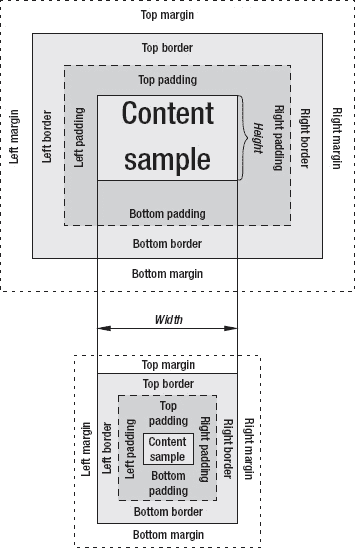 Top margin
Top border
Top padding
Left margin
Left border
Left padding
Content
sample
Height
Right padding
Right border
Right margin
Bottom padding
Bottom border
Bottom margin
Width
Top margin
Top border
Top
padding
Left margin
Left border
Left padding
Content
sample
Right padding
Right border
Right margin
Bottom
padding
Bottom border
Bottom margin